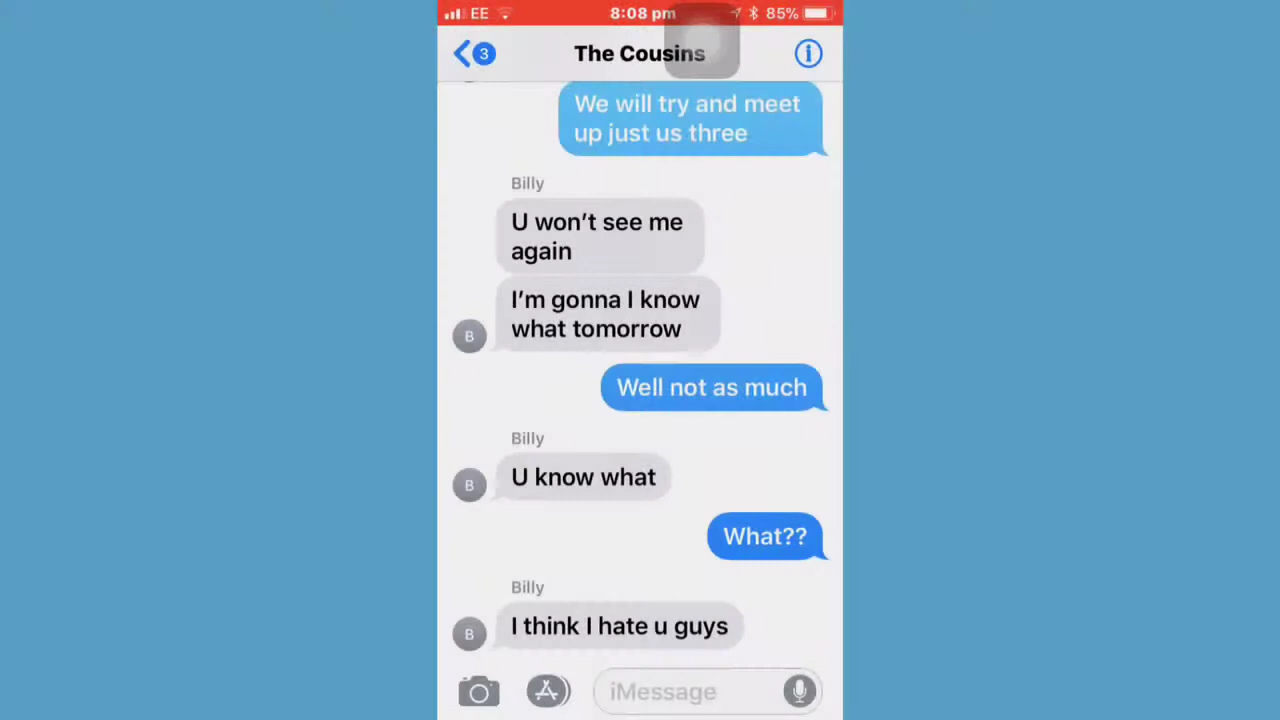 EE 8:08 pm 85%
3 The Cousins i
We will try and meet
up just us three
Billy
U won’t see me
again
I’m gonna I know
what tomorrow
B
Well not as much
Billy
U know what
B
What??
Billy
I think I hate u guys
B
iMessage